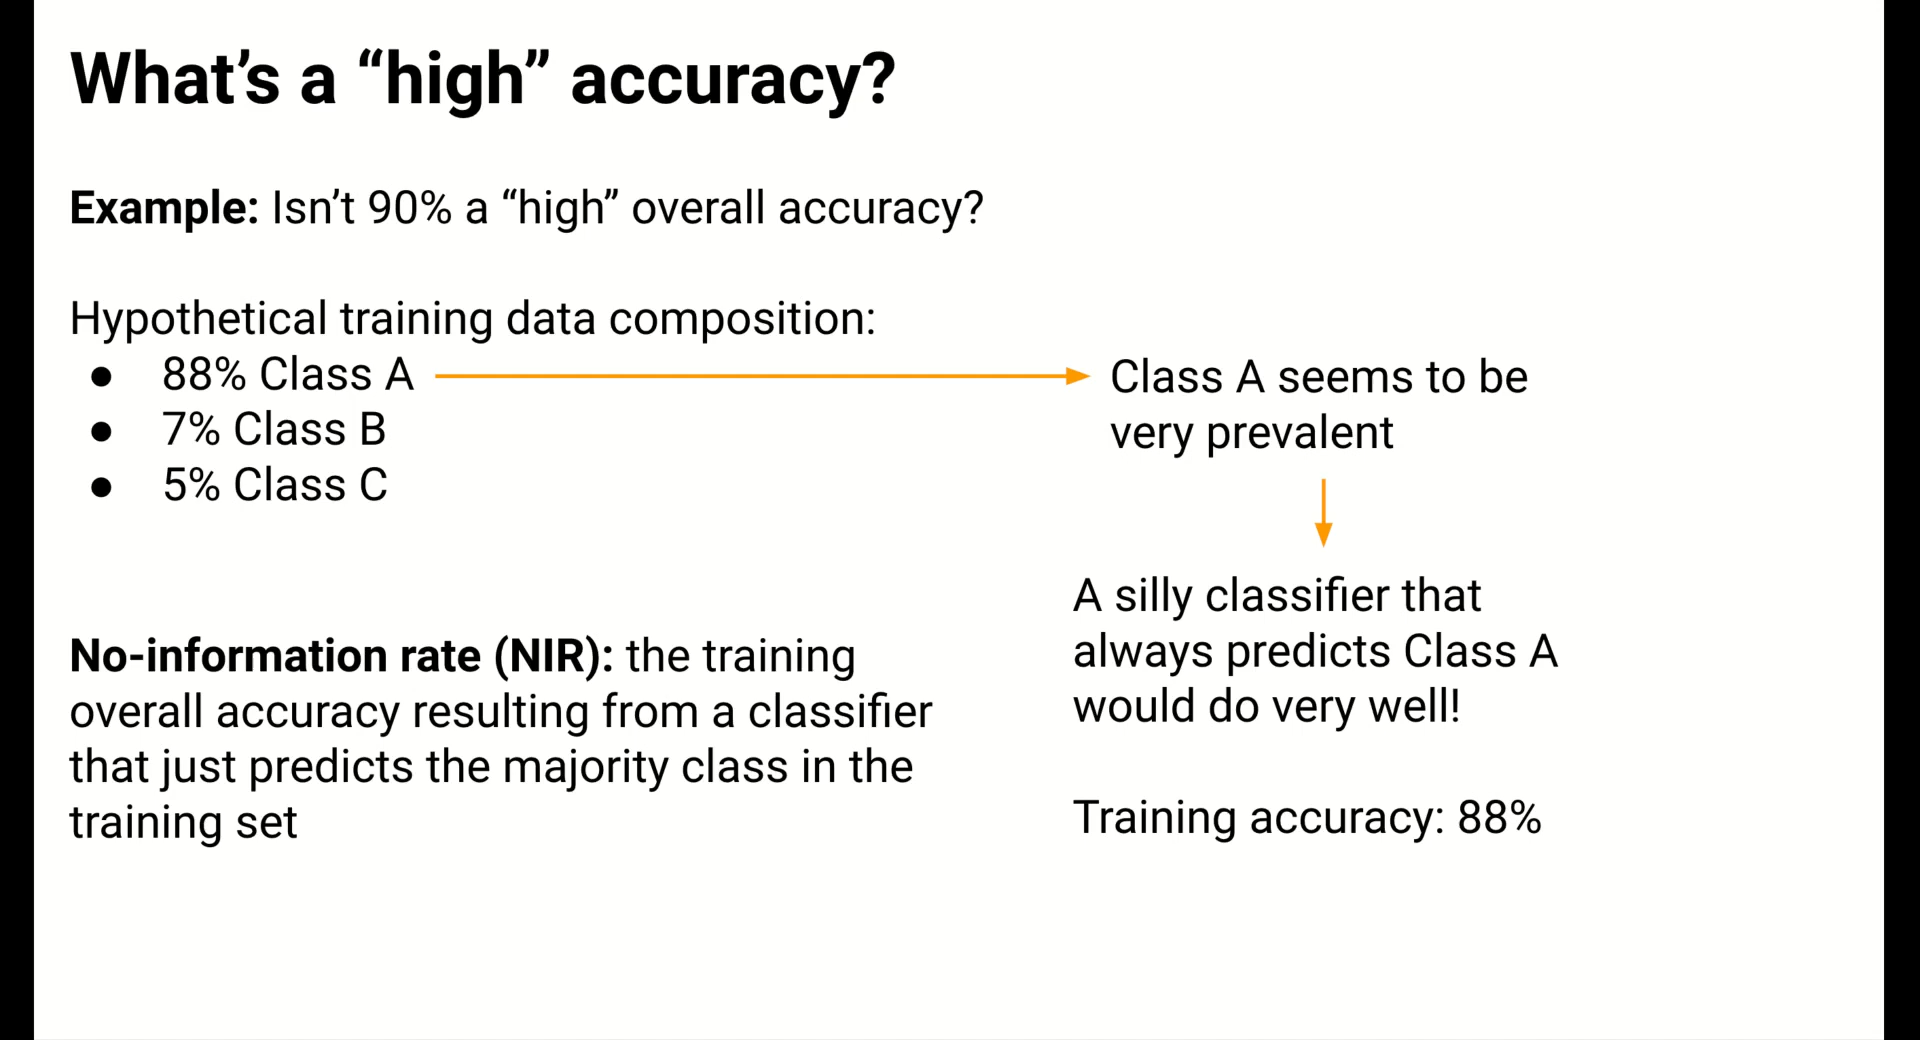 What’s a “high” accuracy?
Example: Isn’t 90% a “high” overall accuracy?
Hypothetical training data composition:
● 88% Class A
● 7% Class B
● 5% Class C
Class A seems to be
very prevalent
A silly classifier that
always predicts Class A
would do very well!
Training accuracy: 88%
No-information rate (NIR): the training
overall accuracy resulting from a classifier
that just predicts the majority class in the
training set